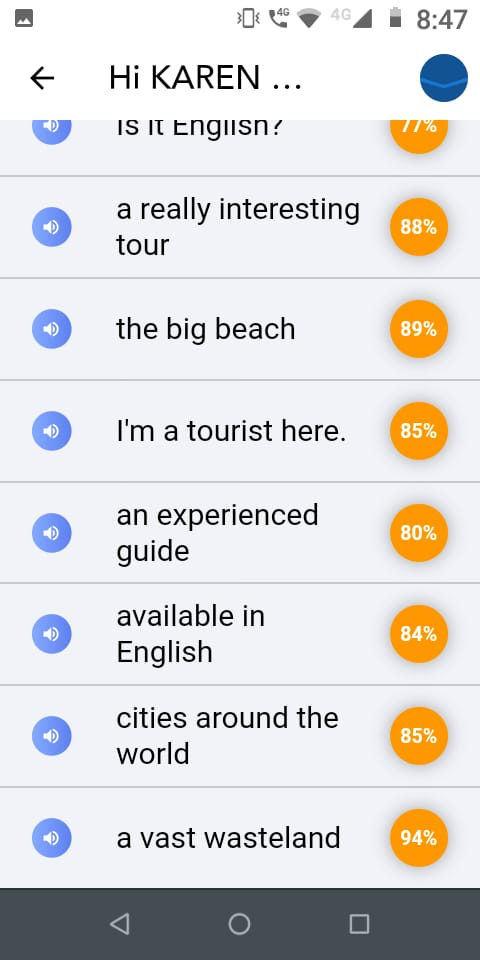 4G
4G
8:47
Hi KAREN ...
Is it English?
77%
a really interesting
tour
88%
the big beach
89%
I'm a tourist here.
85%
an experienced
guide
80%
available in
English
84%
cities around the
world
85%
a vast wasteland
94%